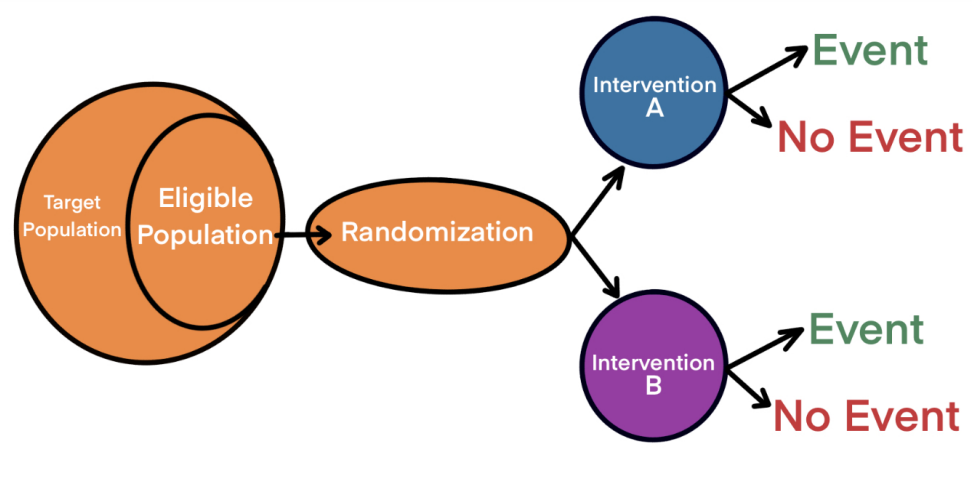 Target
Population
Eligible
Population
Randomization
Intervention
A
Event
No Event
Intervention
B
Event
No Event